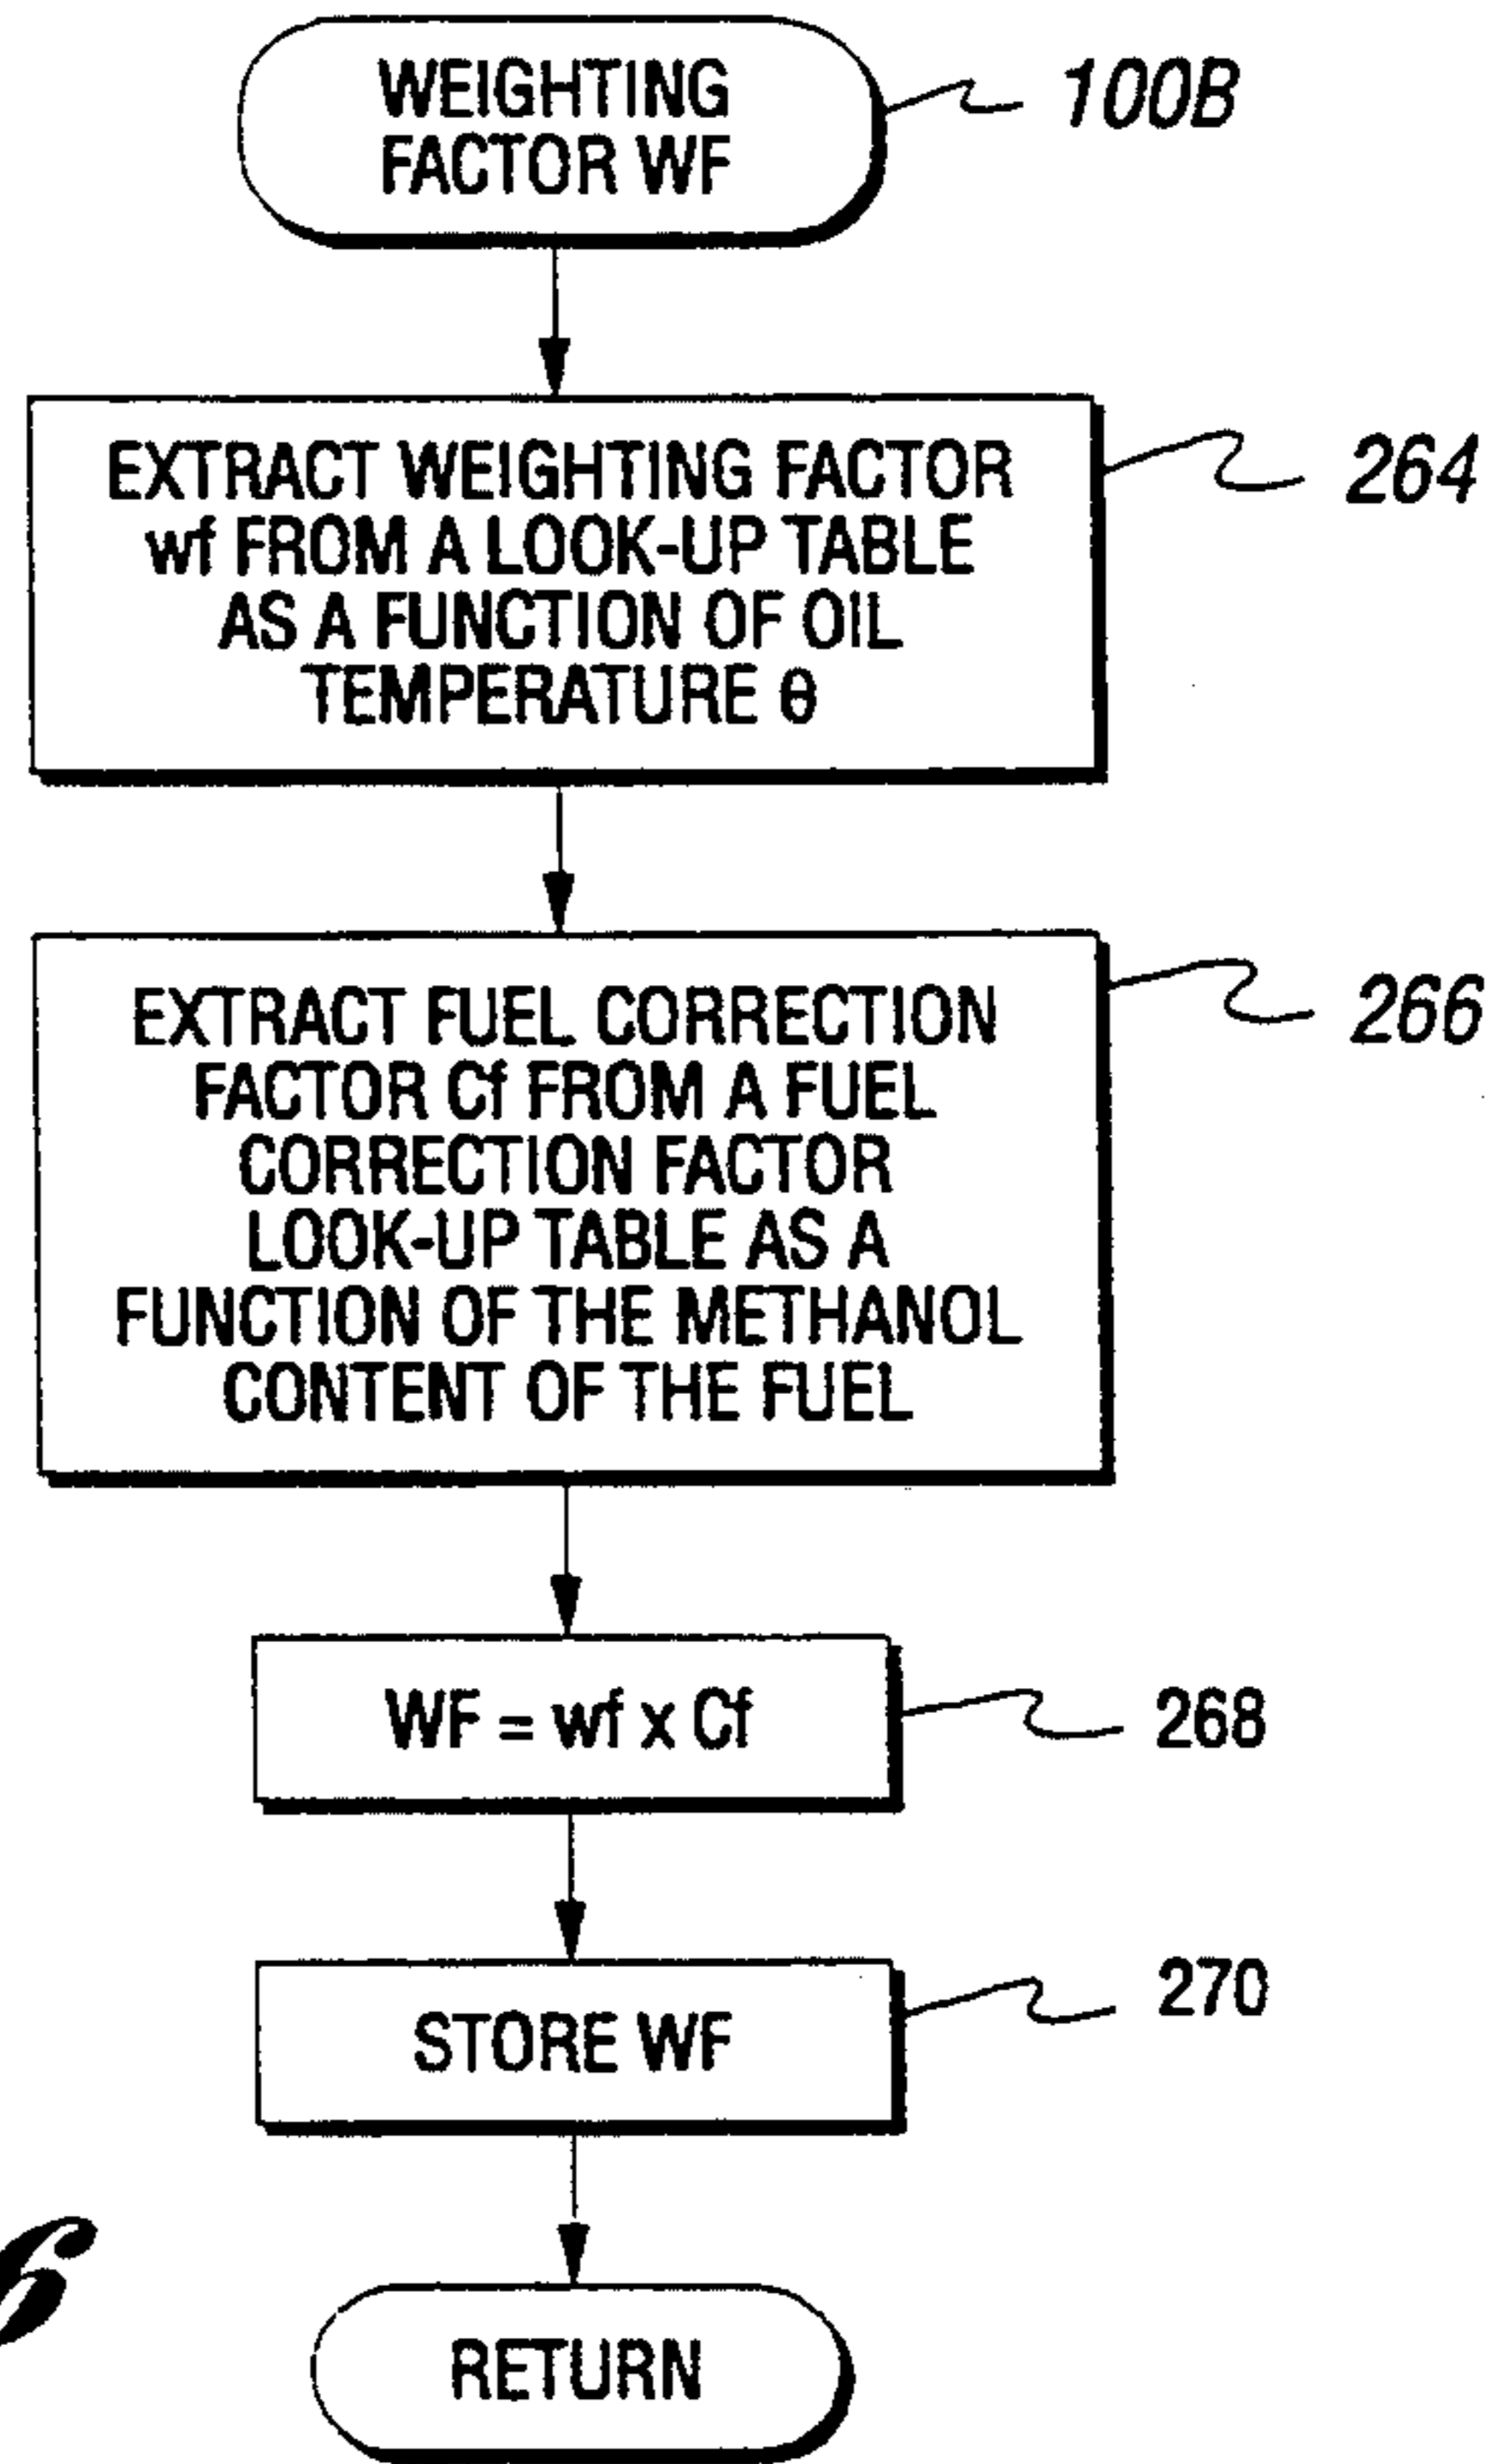 WEIGHTING
FACTOR WF
100B
EXTRACT WEIGHTING FACTOR
wf FROM A LOOK-UP TABLE
AS A FUNCTION OF OIL
TEMPERATURE θ
264
EXTRACT FUEL CORRECTION
FACTOR Cf FROM A FUEL
CORRECTION FACTOR
LOOK-UP TABLE AS A
FUNCTION OF THE METHANOL
CONTENT OF THE FUEL
266
WF = wf x Cf
268
STORE WF
270
6
RETURN